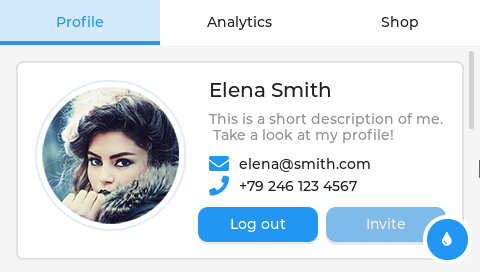 Profile
Analytics
Shop
Elena Smith
This is a short description of me.
Take a look at my profile!
elena@smith.com
+79 246 123 4567
Log out
Invite